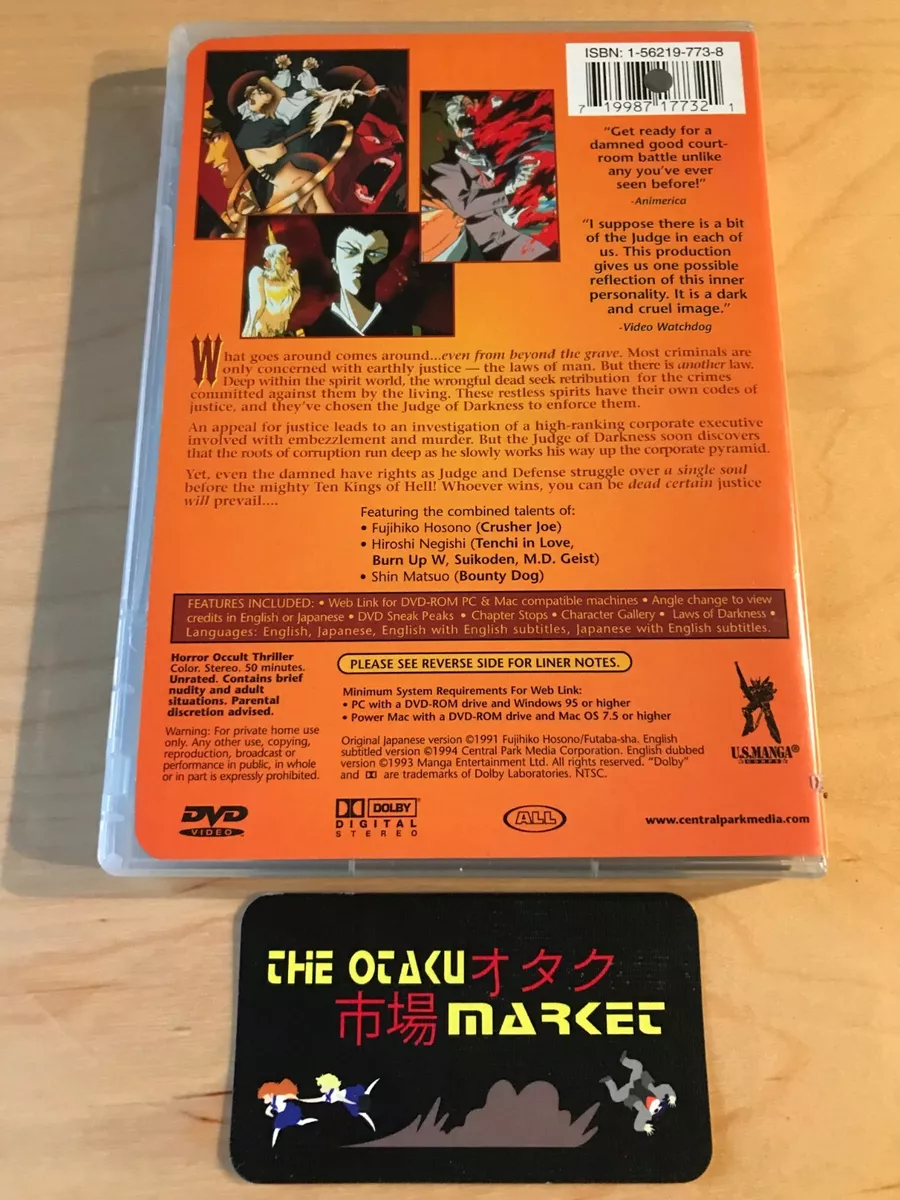 ISBN: 1-56219-773-8
7 19987 17732 1
“Get ready for a
damned good court-
room battle unlike
any you’ve ever
seen before!”
-Animerica
“I suppose there is a bit
of the Judge in each of
us. This production
gives us one possible
reflection of this inner
personality. It is a dark
and cruel image.”
-Video Watchdog
What goes around comes around...even from beyond the grave. Most criminals are
only concerned with earthly justice — the laws of man. But there is another law.
Deep within the spirit world, the wrongful dead seek retribution for the crimes
committed against them by the living. These restless spirits have their own codes of
justice, and they’ve chosen the Judge of Darkness to enforce them.
An appeal for justice leads to an investigation of a high-ranking corporate executive
involved with embezzlement and murder. But the Judge of Darkness soon discovers
that the roots of corruption run deep as he slowly works his way up the corporate pyramid.
Yet, even the damned have rights as Judge and Defense struggle over a single soul
before the mighty Ten Kings of Hell! Whoever wins, you can be dead certain justice
will prevail....
Featuring the combined talents of:
• Fujihiko Hosono (Crusher Joe)
• Hiroshi Negishi (Tenchi in Love,
Burn Up W, Suikoden, M.D. Geist)
• Shin Matsuo (Bounty Dog)
FEATURES INCLUDED: • Web Link for DVD-ROM PC & Mac compatible machines • Angle change to view
credits in English or Japanese • DVD Sneak Peaks • Chapter Stops • Character Gallery • Laws of Darkness •
Languages: English, Japanese, English with English subtitles, Japanese with English subtitles.
Horror Occult Thriller
Color. Stereo. 50 minutes.
Unrated. Contains brief
nudity and adult
situations. Parental
discretion advised.
Warning: For private home use
only. Any other use, copying,
reproduction, broadcast or
performance in public, in whole
or in part is expressly prohibited.
PLEASE SEE REVERSE SIDE FOR LINER NOTES.
Minimum System Requirements For Web Link:
• PC with a DVD-ROM drive and Windows 95 or higher
• Power Mac with a DVD-ROM drive and Mac OS 7.5 or higher
Original Japanese version ©1991 Fujihiko Hosono/Futaba-sha. English
subtitled version ©1994 Central Park Media Corporation. English dubbed
version ©1993 Manga Entertainment Ltd. All rights reserved. “Dolby”
and are trademarks of Dolby Laboratories. NTSC.
U.S.MANGA®
CORPS
DVD
VIDEO
DOLBY
DIGITAL
STEREO
ALL
www.centralparkmedia.com
THE OTAKU オタク
市場 MARKET